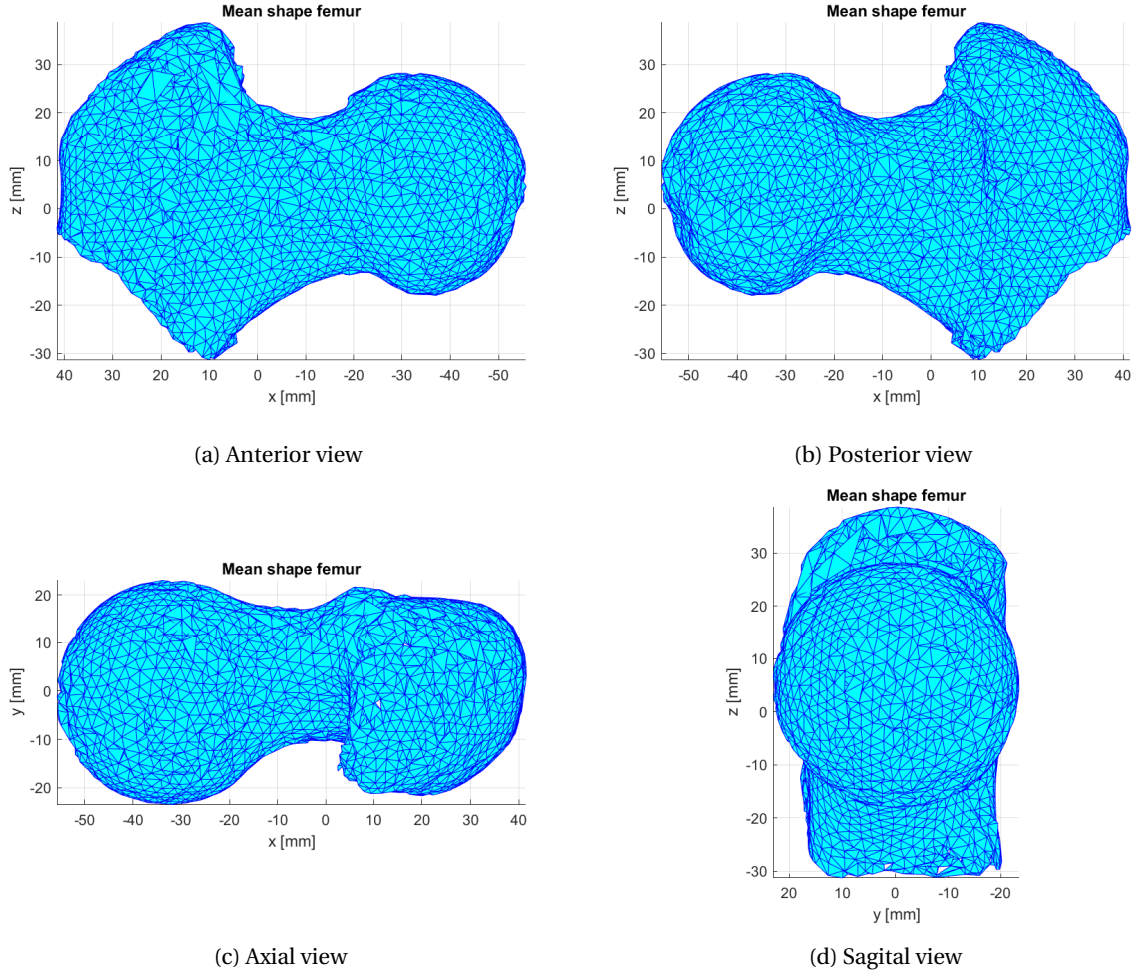 Mean shape femur
30
20
10
0
-10
-20
-30
z [mm]
40 30 20 10 0 -10 -20 -30 -40 -50
x [mm]
(a) Anterior view
Mean shape femur
30
20
10
0
-10
-20
-30
z [mm]
-50 -40 -30 -20 -10 0 10 20 30 40
x [mm]
(b) Posterior view
Mean shape femur
20
10
0
-10
-20
y [mm]
-50 -40 -30 -20 -10 0 10 20 30 40
x [mm]
(c) Axial view
Mean shape femur
30
20
10
0
-10
-20
-30
z [mm]
20 10 0 -10 -20
y [mm]
(d) Sagital view